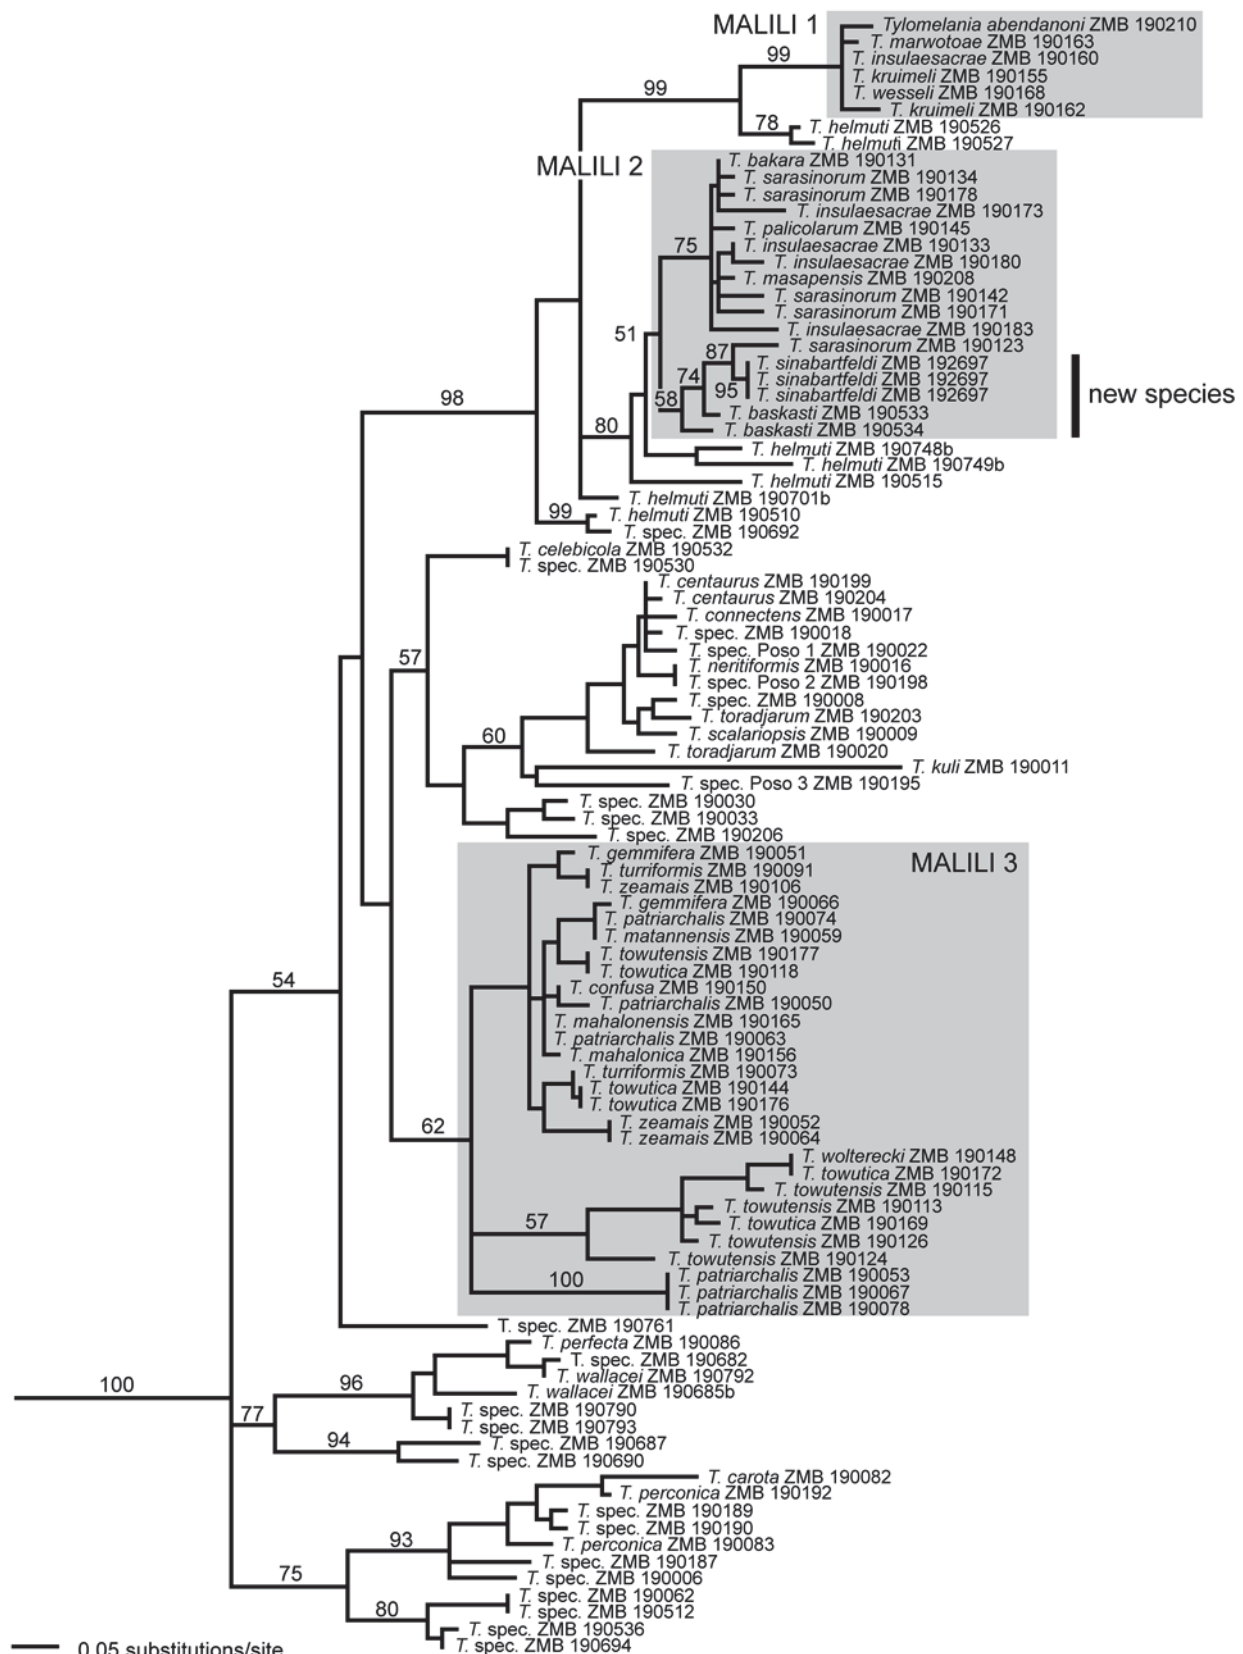 MALILI 1
Tylomelania abendanoni ZMB 190210
T. marwotoae ZMB 190163
99
T. insulaesacrae ZMB 190160
T. kruimeli ZMB 190155
99
T. wesseli ZMB 190168
T. kruimeli ZMB 190162
78
T. helmuti ZMB 190526
T. helmuti ZMB 190527
MALILI 2
T. bakara ZMB 190131
T. sarasinorum ZMB 190134
T. sarasinorum ZMB 190178
T. insulaesacrae ZMB 190173
T. palicolarum ZMB 190145
75
T. insulaesacrae ZMB 190133
T. insulaesacrae ZMB 190180
T. masapensis ZMB 190208
T. sarasinorum ZMB 190142
T. sarasinorum ZMB 190171
T. insulaesacrae ZMB 190183
51
T. sarasinorum ZMB 190123
87
T. sinabartfeldi ZMB 192697
74
T. sinabartfeldi ZMB 192697
95
T. sinabartfeldi ZMB 192697
new species
58
T. baskasti ZMB 190533
98
80
T. baskasti ZMB 190534
T. helmuti ZMB 190748b
T. helmuti ZMB 190749b
T. helmuti ZMB 190515
T. helmuti ZMB 190701b
99
T. helmuti ZMB 190510
T. spec. ZMB 190692
T. celebicola ZMB 190532
T. spec. ZMB 190530
T. centaurus ZMB 190199
T. centaurus ZMB 190204
T. connectens ZMB 190017
T. spec. ZMB 190018
T. spec. Poso 1 ZMB 190022
57
T. neritiformis ZMB 190016
T. spec. Poso 2 ZMB 190198
T. spec. ZMB 190008
T. toradjarum ZMB 190203
T. scalariopsis ZMB 190009
60
T. toradjarum ZMB 190020
T. kuli ZMB 190011
T. spec. Poso 3 ZMB 190195
T. spec. ZMB 190030
T. spec. ZMB 190033
T. spec. ZMB 190206
MALILI 3
T. gemmifera ZMB 190051
T. turriformis ZMB 190091
T. zeamais ZMB 190106
T. gemmifera ZMB 190066
T. patriarchalis ZMB 190074
T. matannensis ZMB 190059
T. towutensis ZMB 190177
T. towutica ZMB 190118
54
T. confusa ZMB 190150
T. patriarchalis ZMB 190050
T. mahalonensis ZMB 190165
T. patriarchalis ZMB 190063
T. mahalonica ZMB 190156
T. turriformis ZMB 190073
T. towutica ZMB 190144
T. towutica ZMB 190176
62
T. zeamais ZMB 190052
T. zeamais ZMB 190064
T. wolterecki ZMB 190148
T. towutica ZMB 190172
T. towutensis ZMB 190115
T. towutensis ZMB 190113
57
T. towutica ZMB 190169
T. towutensis ZMB 190126
T. towutensis ZMB 190124
100
T. patriarchalis ZMB 190053
T. patriarchalis ZMB 190067
T. patriarchalis ZMB 190078
T. spec. ZMB 190761
T. perfecta ZMB 190086
T. spec. ZMB 190682
T. wallacei ZMB 190792
100
96
T. wallacei ZMB 190685b
T. spec. ZMB 190790
77
T. spec. ZMB 190793
94
T. spec. ZMB 190687
T. spec. ZMB 190690
T. carota ZMB 190082
T. perconica ZMB 190192
T. spec. ZMB 190189
T. spec. ZMB 190190
93
T. perconica ZMB 190083
T. spec. ZMB 190187
75
T. spec. ZMB 190006
T. spec. ZMB 190062
80
T. spec. ZMB 190512
T. spec. ZMB 190536
T. spec. ZMB 190694
0.05 substitutions/site